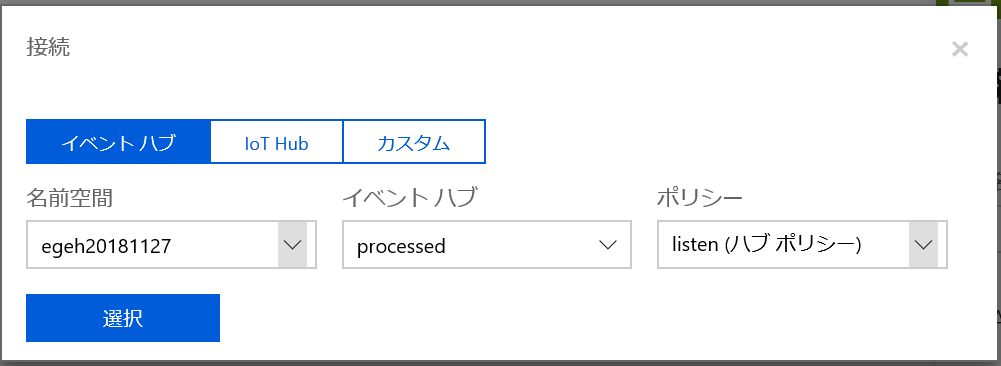 接続
イベント ハブ IoT Hub カスタム
名前空間 イベント ハブ ポリシー
egeh20181127 processed listen (ハブ ポリシー)
選択